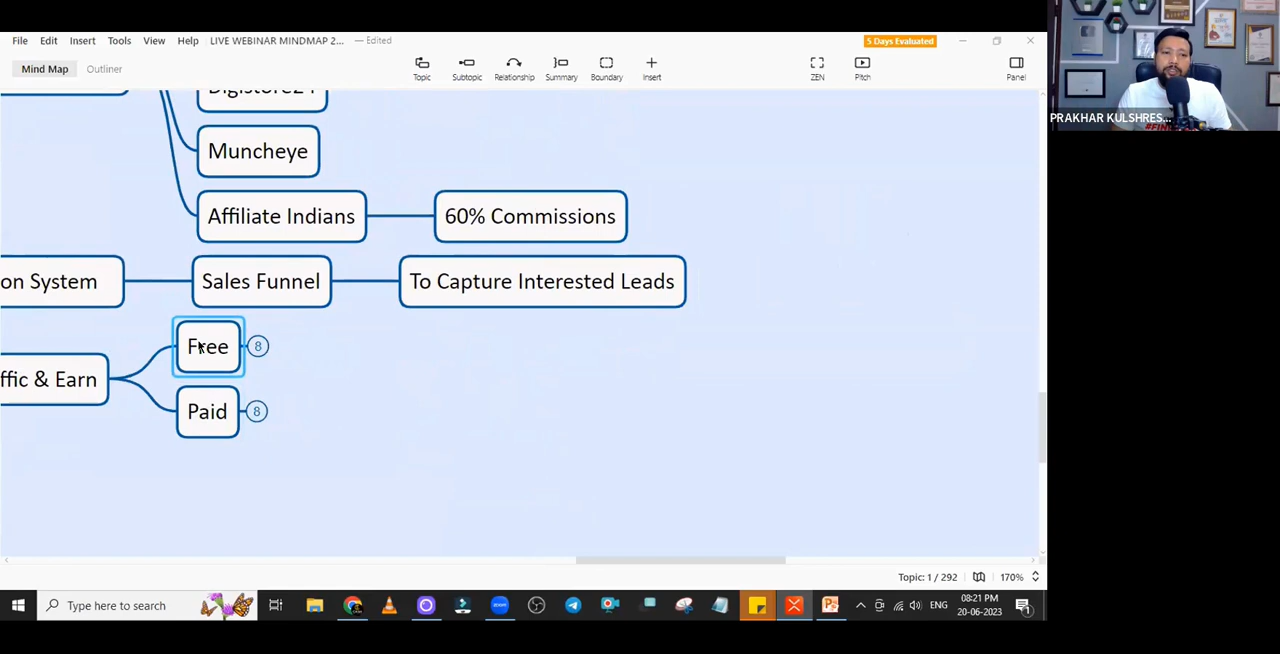 File Edit Insert Tools View Help LIVE WEBINAR MINDMAP 2... — Edited
5 Days Evaluated
Mind Map Outliner
Topic Subtopic Relationship Summary Boundary Insert
ZEN Pitch Panel
PRAKHAR KULSHRES...
Muncheye
Affiliate Indians
60% Commissions
on System
Sales Funnel
To Capture Interested Leads
Free 8
ffic & Earn
Paid 8
Topic: 1 / 292
170%
Type here to search
ENG
08:21 PM
20-06-2023
1